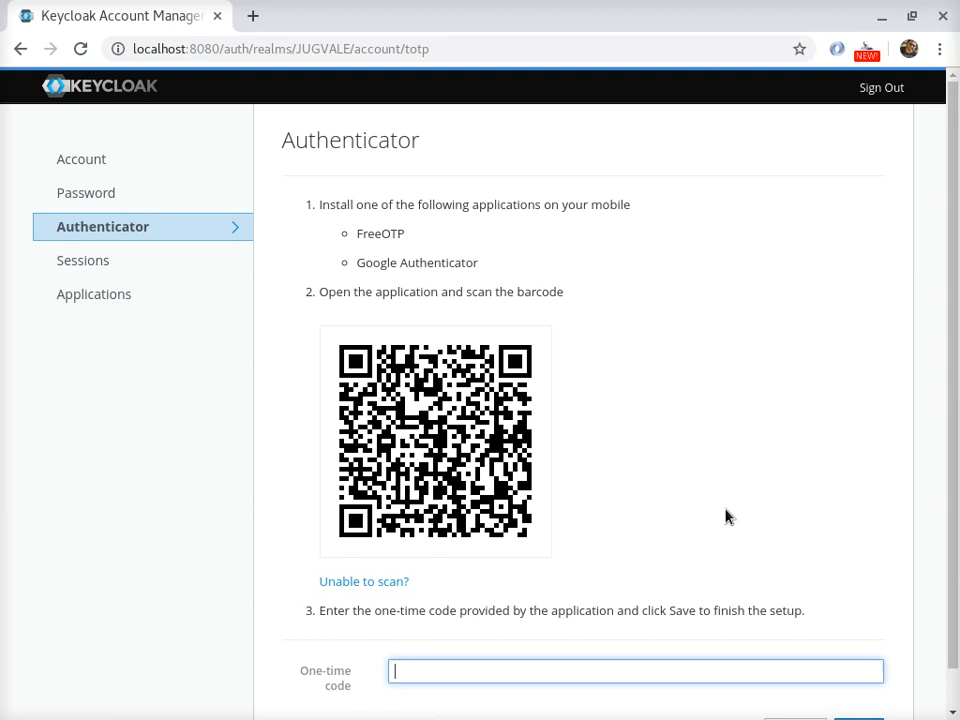 Keycloak Account Manager
localhost:8080/auth/realms/JUGVALE/account/totp
NEW!
KEYCLOAK
Sign Out
Account
Password
Authenticator
Sessions
Applications
Authenticator
1. Install one of the following applications on your mobile
FreeOTP
Google Authenticator
2. Open the application and scan the barcode
Unable to scan?
3. Enter the one-time code provided by the application and click Save to finish the setup.
One-time
code